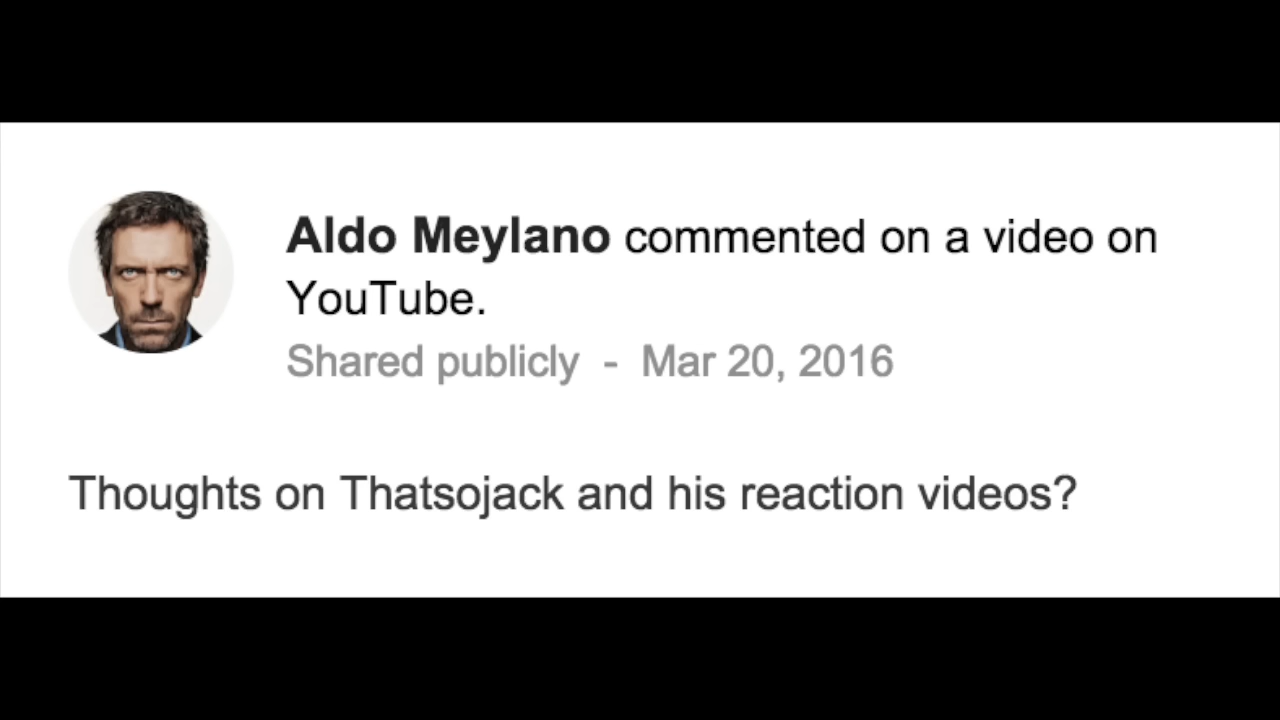 Aldo Meylano commented on a video on
YouTube.
Shared publicly - Mar 20, 2016
Thoughts on Thatsojack and his reaction videos?